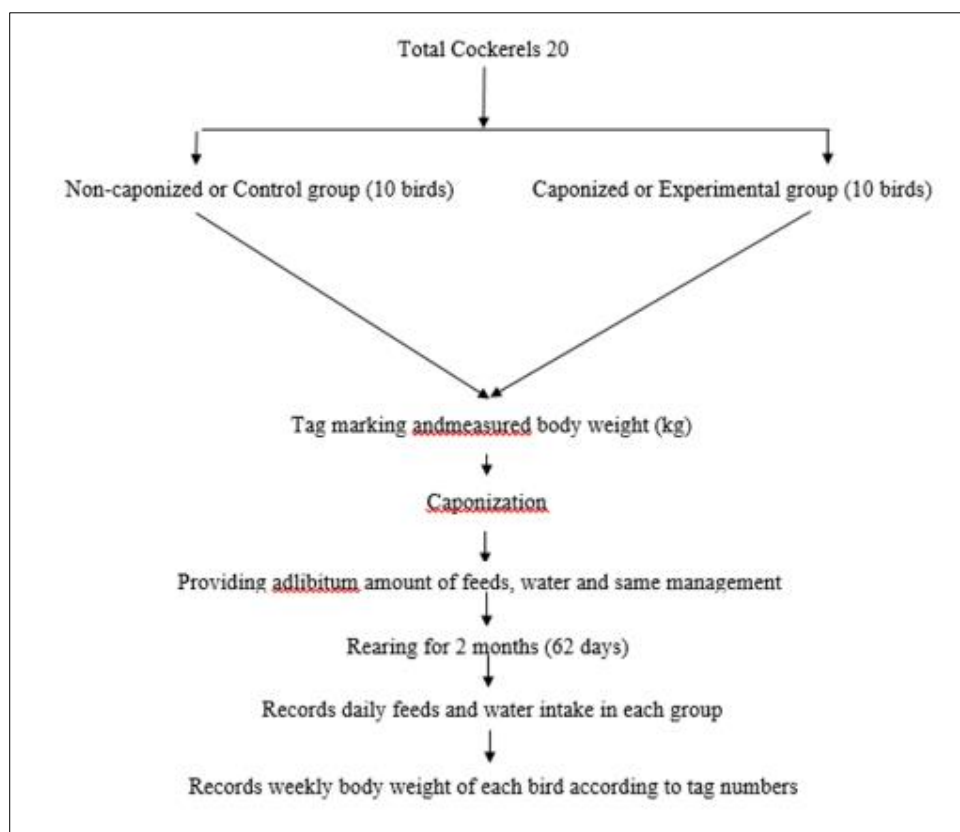 Total Cockerels 20
Non-caponized or Control group (10 birds)
Caponized or Experimental group (10 birds)
Tag marking andmeasured body weight (kg)
Caponization
Providing adlibitum amount of feeds, water and same management
Rearing for 2 months (62 days)
Records daily feeds and water intake in each group
Records weekly body weight of each bird according to tag numbers